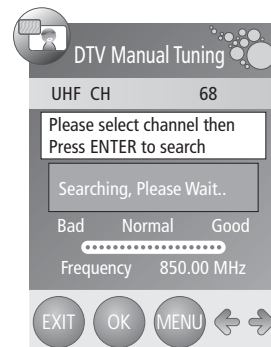 DTV Manual Tuning
UHF CH 68
Please select channel then
Press ENTER to search
Searching, Please Wait..
Bad Normal Good
Frequency 850.00 MHz
EXIT OK MENU